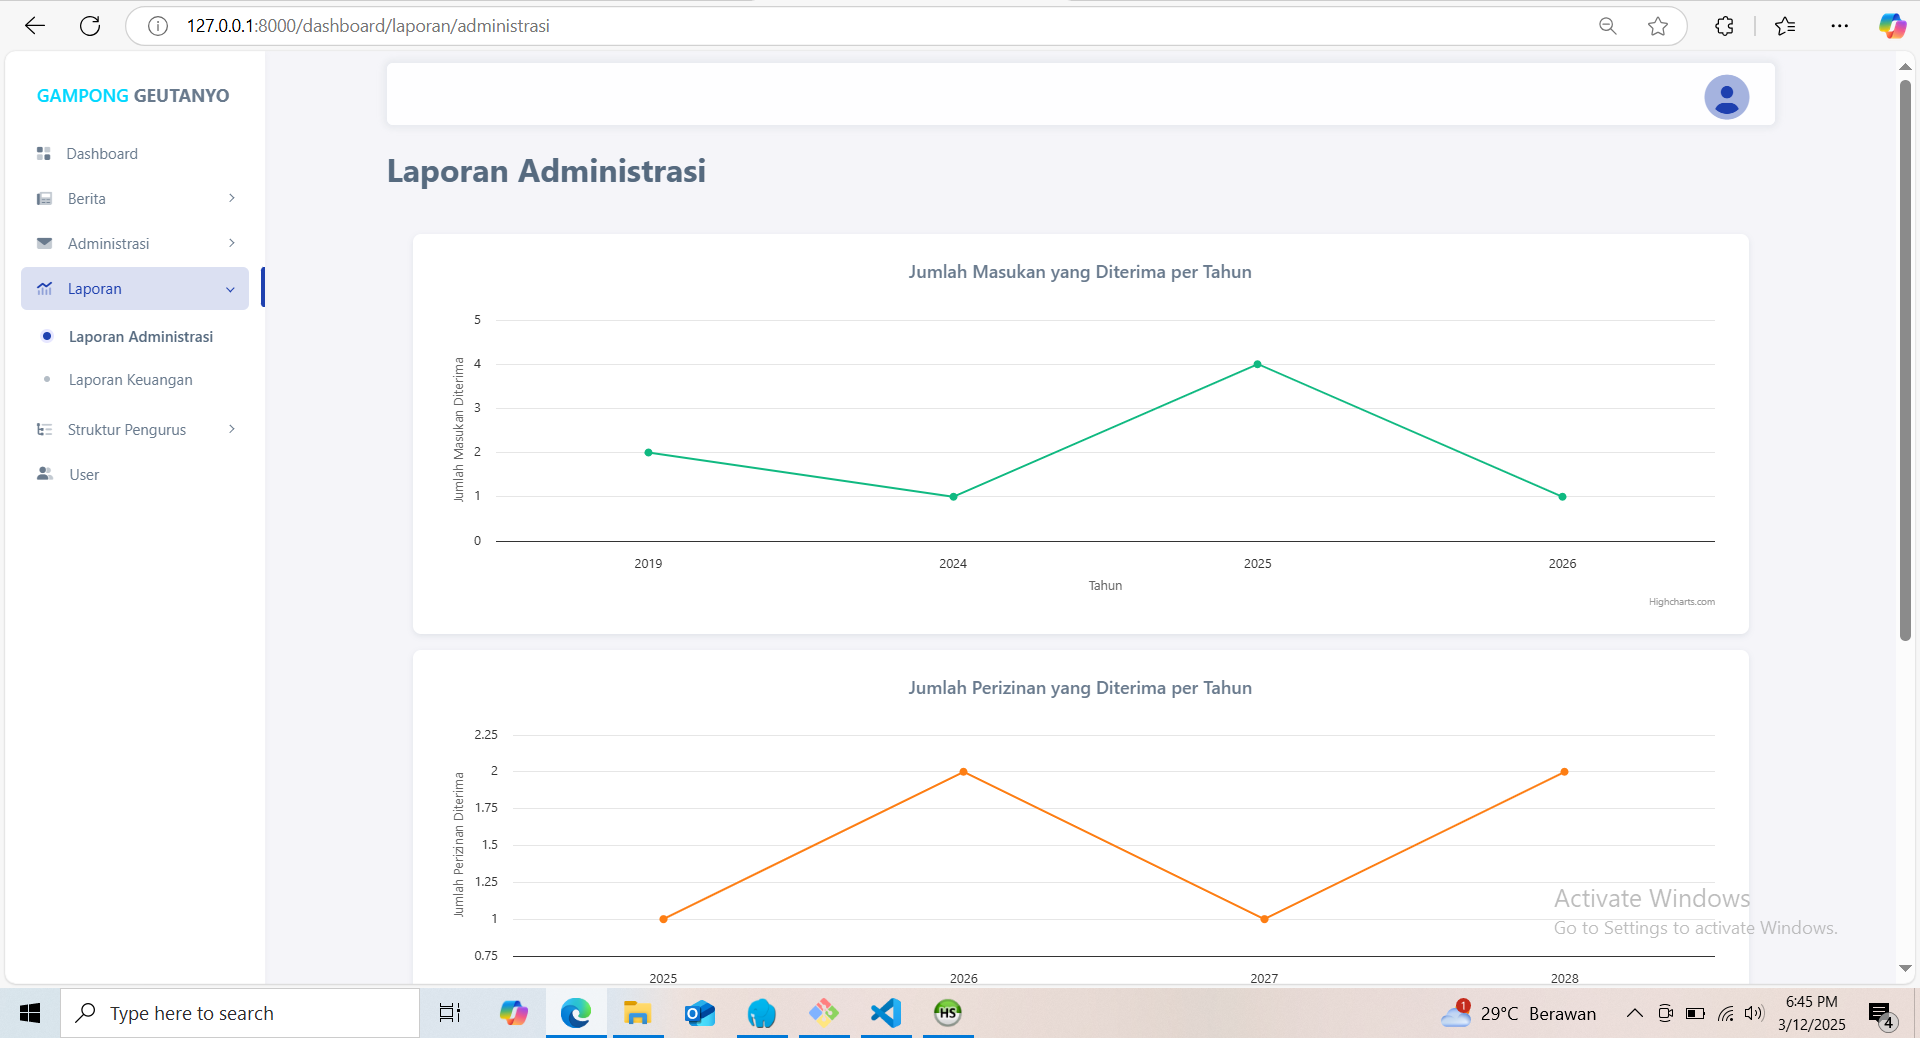 127.0.0.1:8000/dashboard/laporan/administrasi
GAMPONG GEUTANYO
Dashboard
Berita
Administrasi
Laporan
Laporan Administrasi
Laporan Keuangan
Struktur Pengurus
User
Laporan Administrasi
Jumlah Masukan yang Diterima per Tahun
Jumlah Masukan Diterima
5
4
3
2
1
0
2019 2024 2025 2026
Tahun
Highcharts.com
Jumlah Perizinan yang Diterima per Tahun
Jumlah Perizinan Diterima
2.25
2
1.75
1.5
1.25
1
0.75
2025 2026 2027 2028
Activate Windows
Go to Settings to activate Windows.
Type here to search
O
HS
1
29°C Berawan
6:45 PM
3/12/2025
4